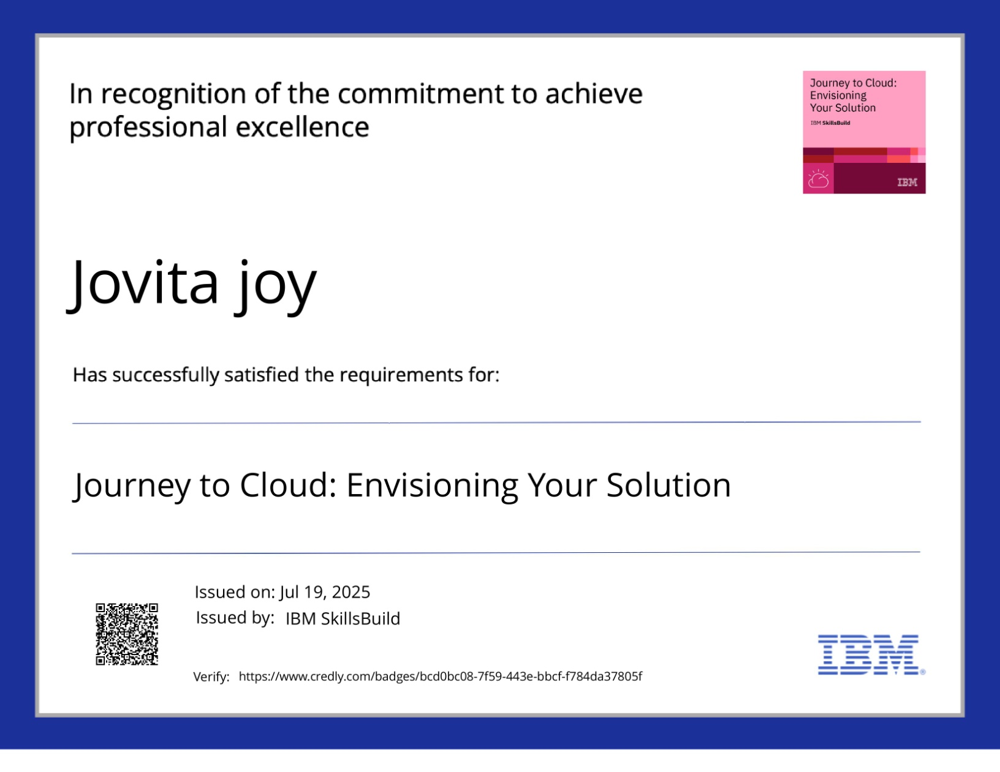 In recognition of the commitment to achieve
professional excellence
Journey to Cloud:
Envisioning
Your Solution
IBM SkillsBuild
IBM
Jovita joy
Has successfully satisfied the requirements for:
Journey to Cloud: Envisioning Your Solution
Issued on: Jul 19, 2025
Issued by: IBM SkillsBuild
IBM®
Verify: https://www.credly.com/badges/bcd0bc08-7f59-443e-bbcf-f784da37805f